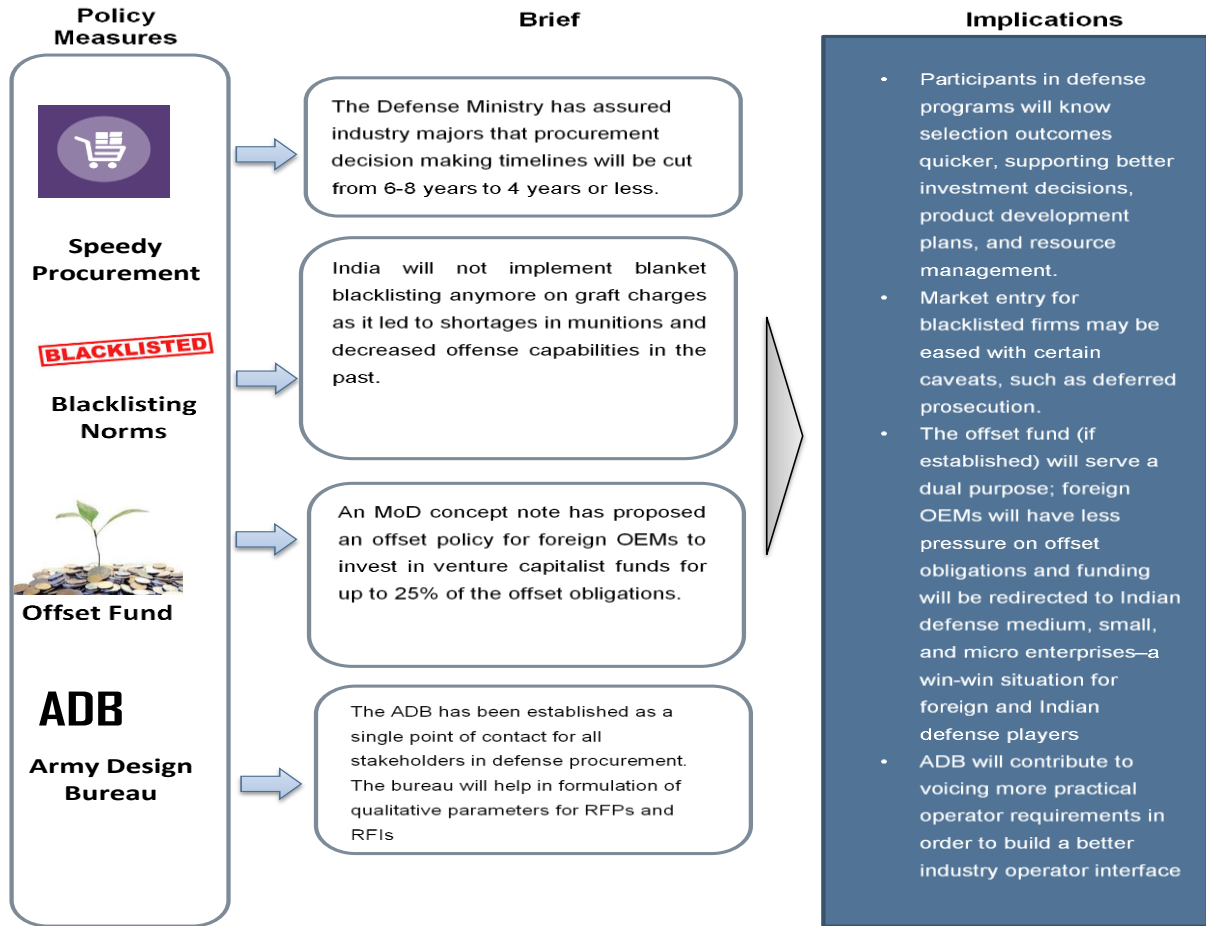 Policy
Measures
Brief
Implications
Speedy
Procurement
The Defense Ministry has assured
industry majors that procurement
decision making timelines will be cut
from 6-8 years to 4 years or less.
BLACKLISTED
Blacklisting
Norms
India will not implement blanket
blacklisting anymore on graft charges
as it led to shortages in munitions and
decreased offense capabilities in the
past.
Offset Fund
An MoD concept note has proposed
an offset policy for foreign OEMs to
invest in venture capitalist funds for
up to 25% of the offset obligations.
ADB
Army Design
Bureau
The ADB has been established as a
single point of contact for all
stakeholders in defense procurement.
The bureau will help in formulation of
qualitative parameters for RFPs and
RFIs
• Participants in defense
programs will know
selection outcomes
quicker, supporting better
investment decisions,
product development
plans, and resource
management.
• Market entry for
blacklisted firms may be
eased with certain
caveats, such as deferred
prosecution.
• The offset fund (if
established) will serve a
dual purpose; foreign
OEMs will have less
pressure on offset
obligations and funding
will be redirected to Indian
defense medium, small,
and micro enterprises–a
win-win situation for
foreign and Indian
defense players
• ADB will contribute to
voicing more practical
operator requirements in
order to build a better
industry operator interface